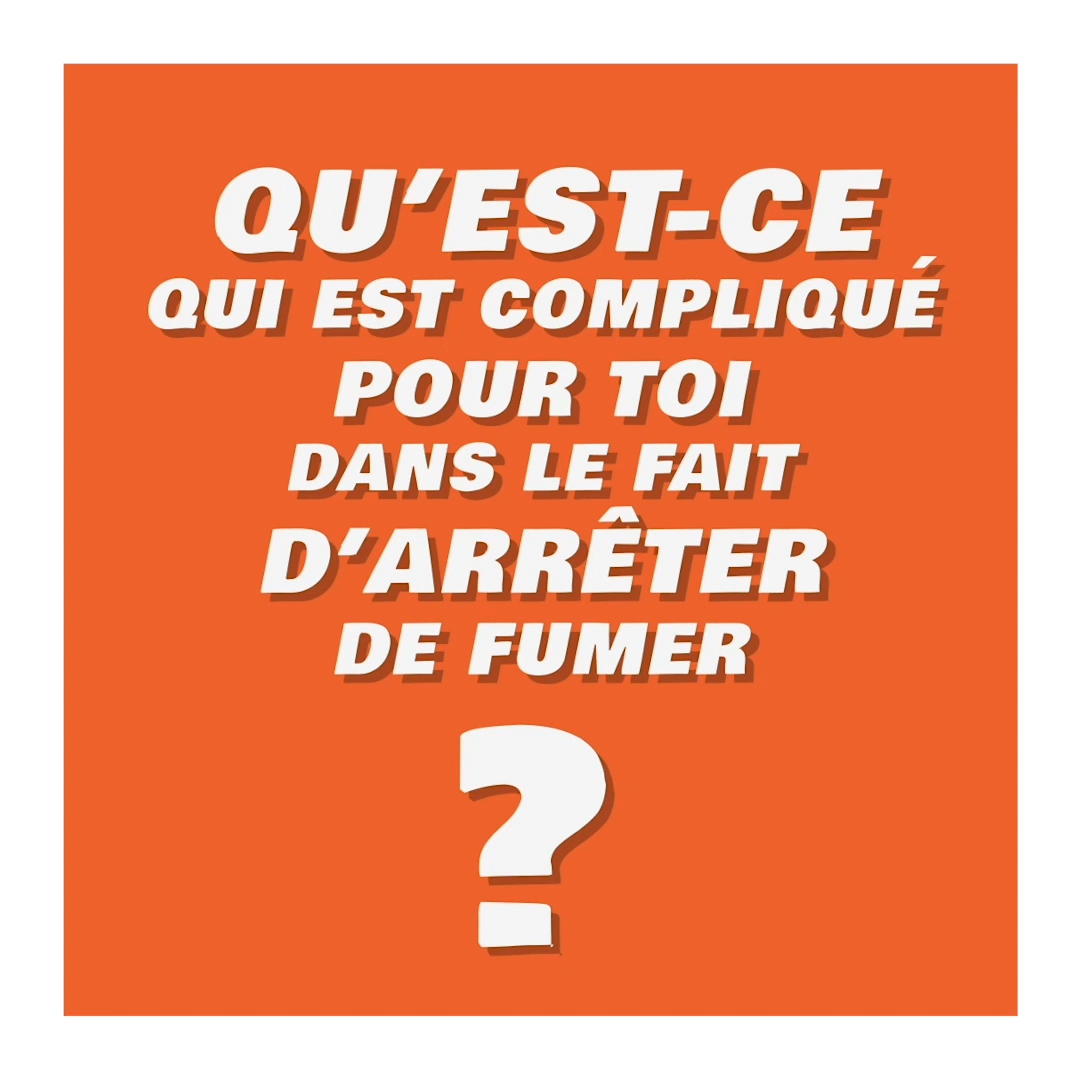 QU’EST-CE
QUI EST COMPLIQUÉ
POUR TOI
DANS LE FAIT
D’ARRÊTER
DE FUMER
?